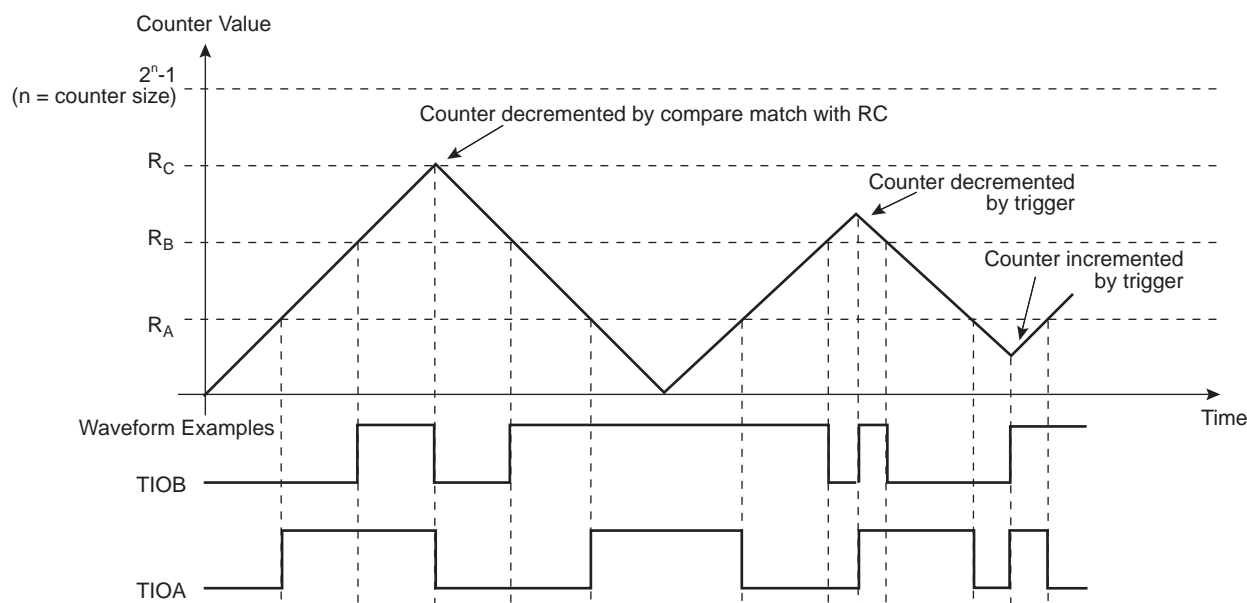 Counter Value
2ⁿ-1
(n = counter size)
Counter decremented by compare match with RC
R_C
Counter decremented
by trigger
R_B
Counter incremented
by trigger
R_A
Time
Waveform Examples
TIOB
TIOA